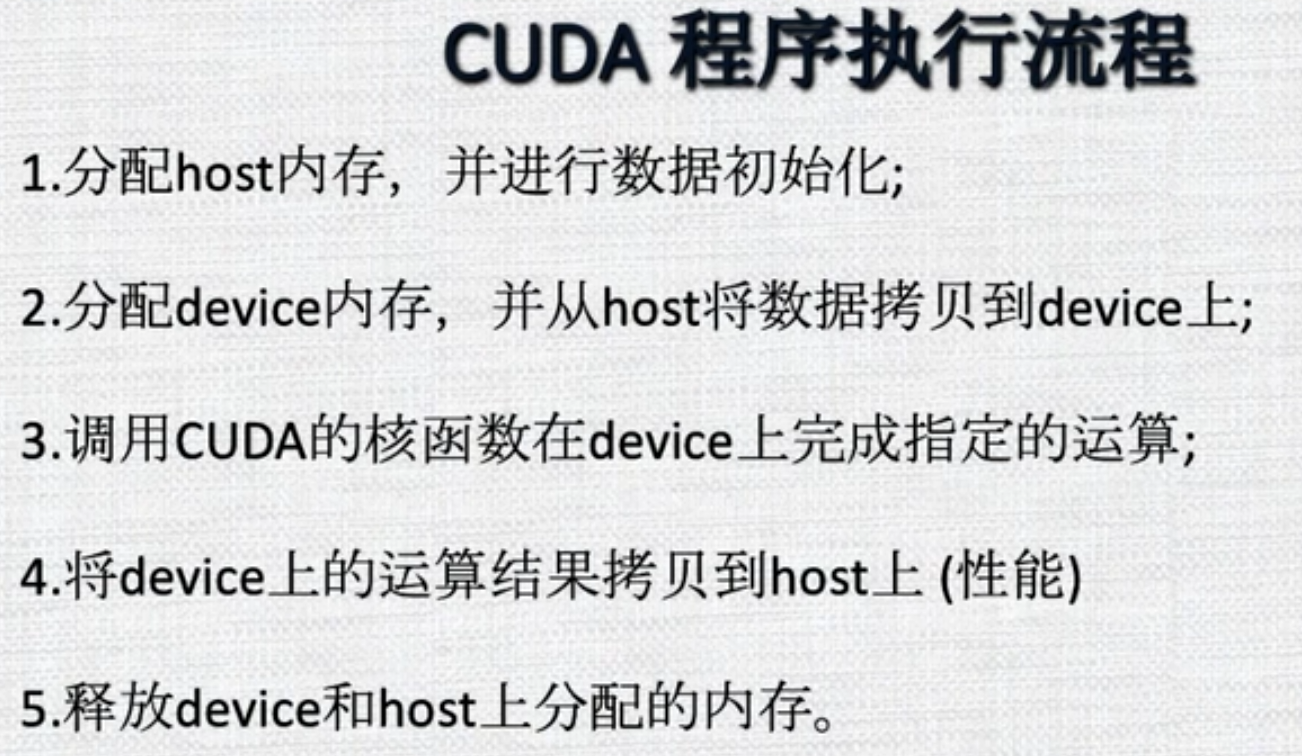 CUDA 程序执行流程
1.分配host内存，并进行数据初始化;
2.分配device内存，并从host将数据拷贝到device上;
3.调用CUDA的核函数在device上完成指定的运算;
4.将device上的运算结果拷贝到host上 (性能)
5.释放device和host上分配的内存。